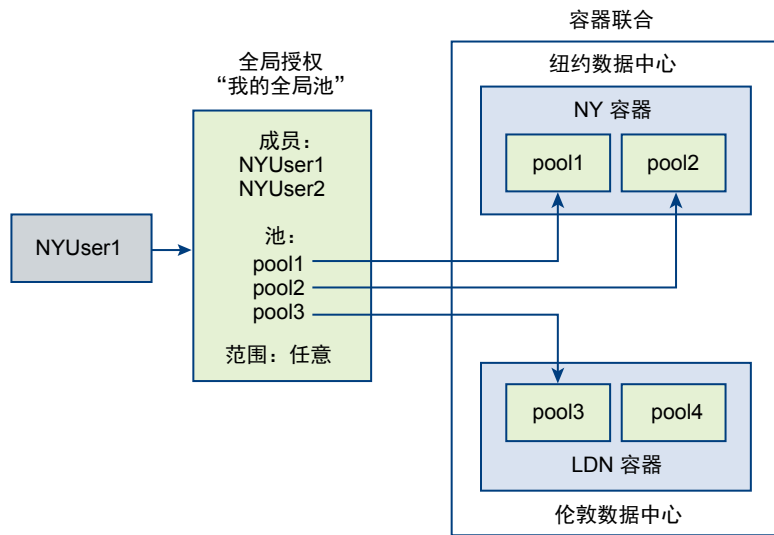 容器联合
全局授权
“我的全局池”
纽约数据中心
NY 容器
pool1
pool2
成员：
NYUser1
NYUser2
NYUser1
池：
pool1
pool2
pool3
范围：任意
pool3
pool4
LDN 容器
伦敦数据中心